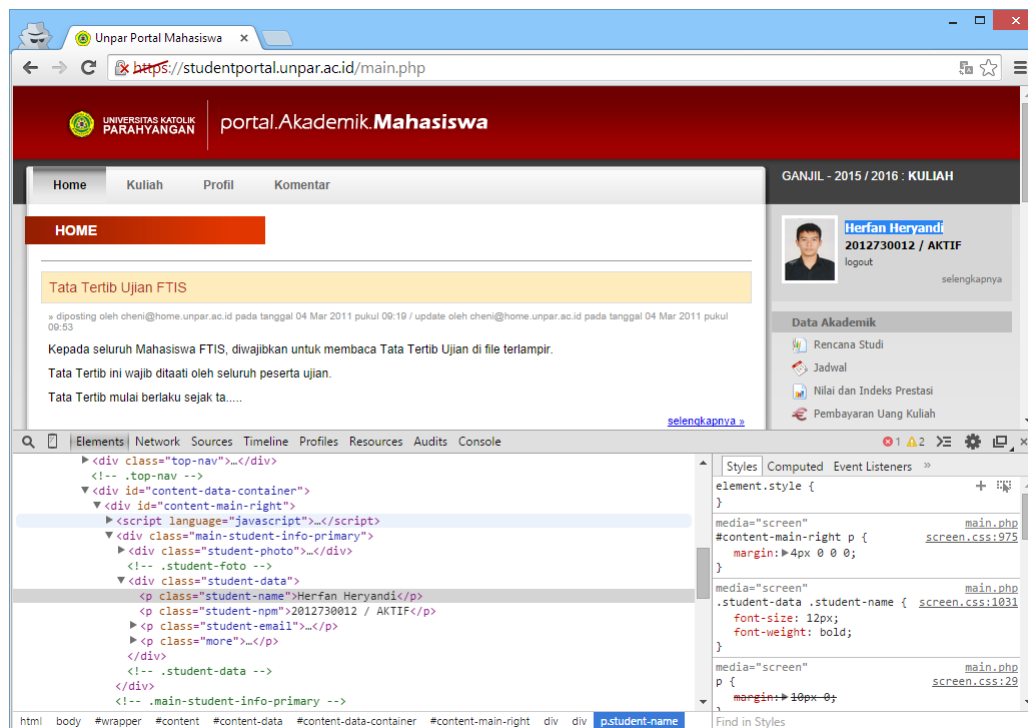 Unpar Portal Mahasiswa
https://studentportal.unpar.ac.id/main.php
UNIVERSITAS KATOLIK
PARAHYANGAN
portal.Akademik.Mahasiswa
Home Kuliah Profil Komentar
GANJIL - 2015 / 2016 : KULIAH
HOME
Herfan Heryandi
2012730012 / AKTIF
logout
selengkapnya
Tata Tertib Ujian FTIS
» diposting oleh cheni@home.unpar.ac.id pada tanggal 04 Mar 2011 pukul 09:19 / update oleh cheni@home.unpar.ac.id pada tanggal 04 Mar 2011 pukul
09:53
Kepada seluruh Mahasiswa FTIS, diwajibkan untuk membaca Tata Tertib Ujian di file terlampir.
Tata Tertib ini wajib ditaati oleh seluruh peserta ujian.
Tata Tertib mulai berlaku sejak ta.....
selengkapnya »
Data Akademik
Rencana Studi
Jadwal
Nilai dan Indeks Prestasi
Pembayaran Uang Kuliah
Elements Network Sources Timeline Profiles Resources Audits Console
1 2
<div class="top-nav">…</div>
<!-- .top-nav -->
<div id="content-data-container">
<div id="content-main-right">
<script language="javascript">…</script>
<div class="main-student-info-primary">
<div class="student-photo">…</div>
<!-- .student-foto -->
<div class="student-data">
<p class="student-name">Herfan Heryandi</p>
<p class="student-npm">2012730012 / AKTIF</p>
<p class="student-email">…</p>
<p class="more">…</p>
</div>
<!-- .student-data -->
</div>
<!-- .main-student-info-primary -->
html body #wrapper #content #content-data #content-data-container #content-main-right div div p.student-name
Styles Computed Event Listeners »
element.style {
}
media="screen" main.php
#content-main-right p { screen.css:975
margin: 4px 0 0 0;
}
media="screen" main.php
.student-data .student-name { screen.css:1031
font-size: 12px;
font-weight: bold;
}
media="screen" main.php
p { screen.css:29
margin: 10px 0;
Find in Styles